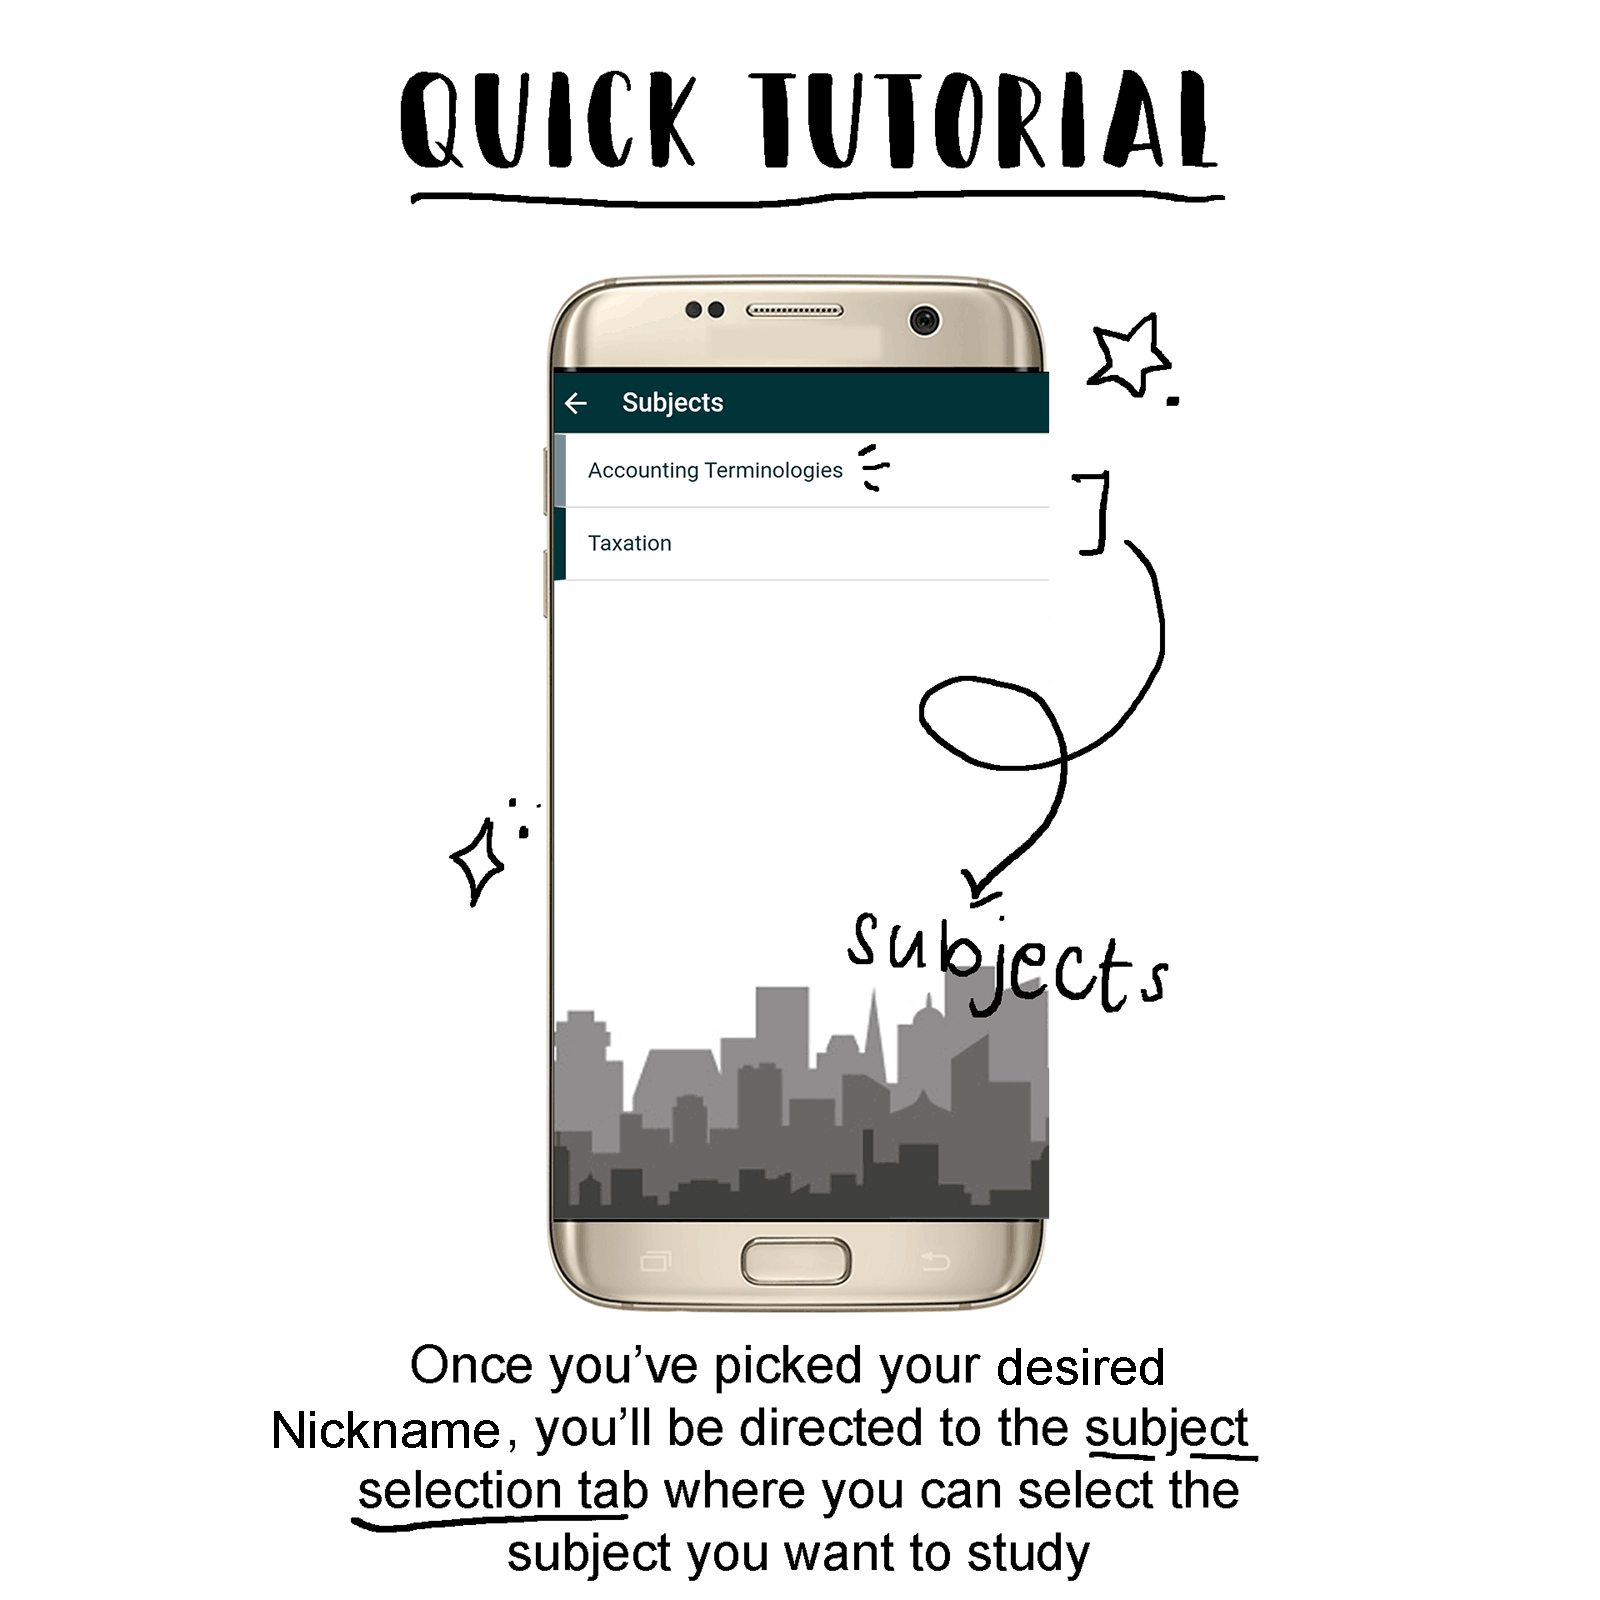 QUICK TUTORIAL
Subjects
Accounting Terminologies
Taxation
subjects
Once you’ve picked your desired
Nickname, you’ll be directed to the subject
selection tab where you can select the
subject you want to study